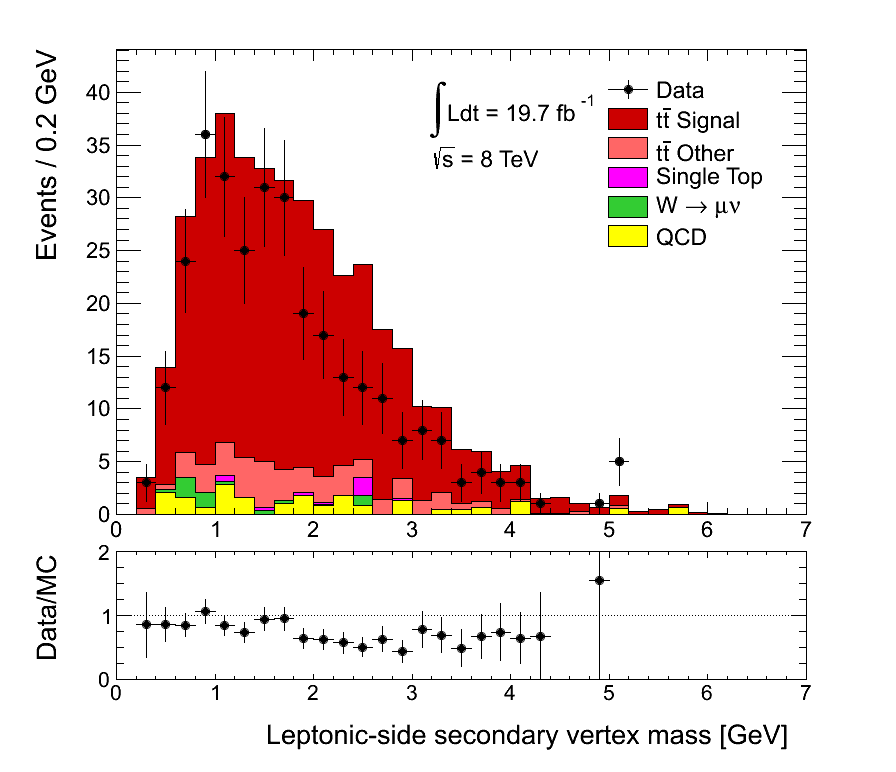 Events / 0.2 GeV
40
35
30
25
20
15
10
5
0
∫ Ldt = 19.7 fb⁻¹
√s = 8 TeV
Data
tt̄ Signal
tt̄ Other
Single Top
W → μν
QCD
0 1 2 3 4 5 6 7
Data/MC
2
1
0
0 1 2 3 4 5 6 7
Leptonic-side secondary vertex mass [GeV]